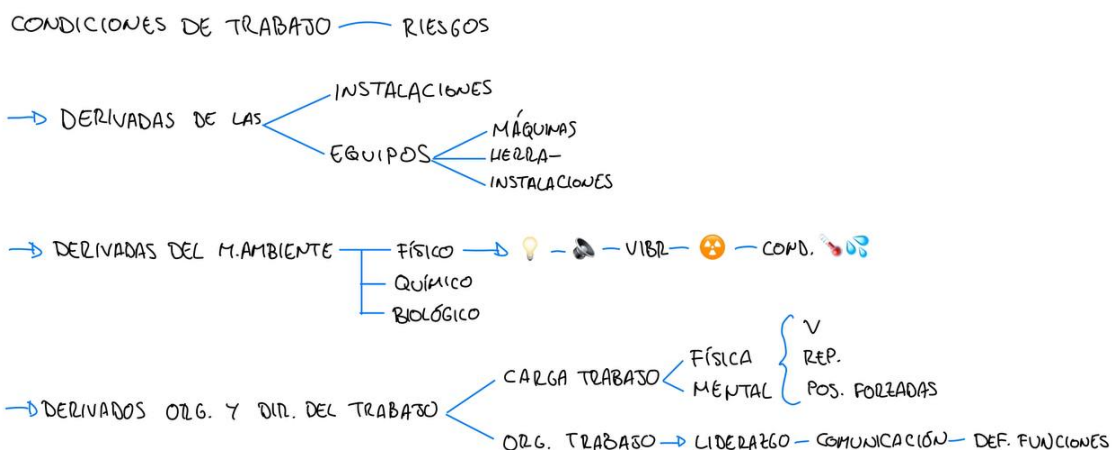 CONDICIONES DE TRABAJO — RIESGOS
→ DERIVADAS DE LAS
INSTALACIONES
EQUIPOS
MÁQUINAS
HERRA-
INSTALACIONES
→ DERIVADAS DEL M.AMBIENTE
FÍSICO → 💡 - 🔈 - VIBR - ☢️ - COND. 🌡️💦
QUÍMICO
BIOLÓGICO
→ DERIVADOS ORG. Y DIR. DEL TRABAJO
CARGA TRABAJO
FÍSICA
MENTAL
V
REP.
POS. FORZADAS
ORG. TRABAJO → LIDERAZGO - COMUNICACIÓN - DEF. FUNCIONES